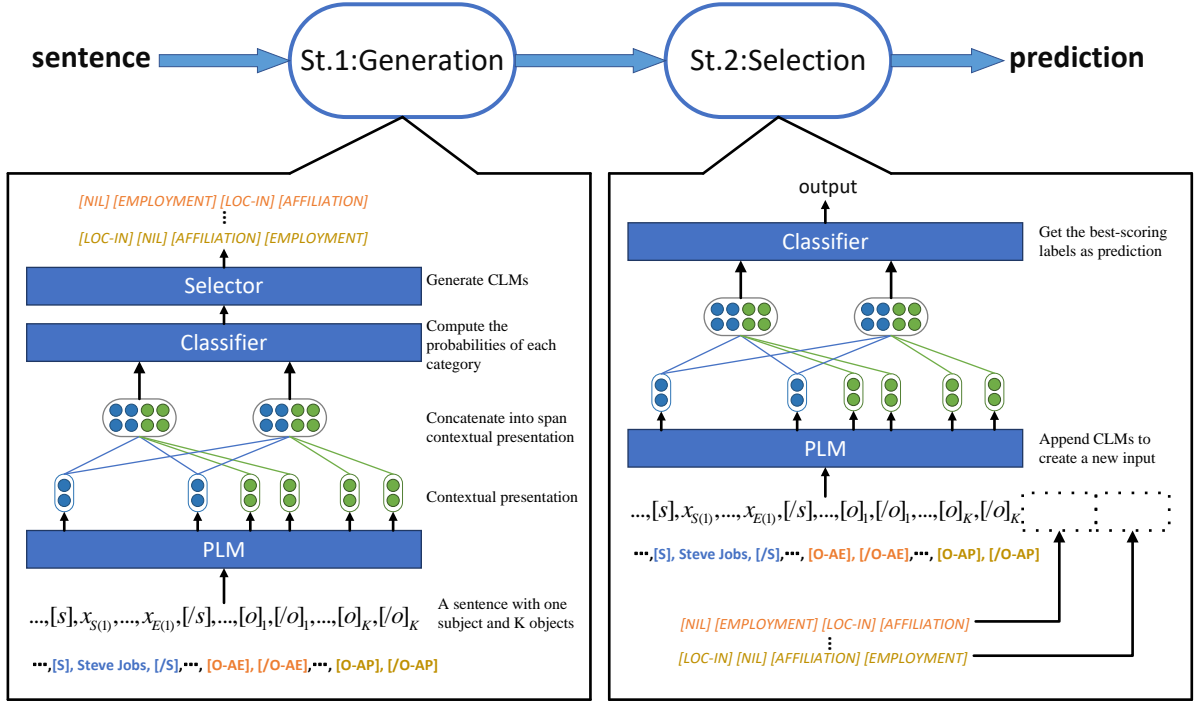 sentence
St.1:Generation
St.2:Selection
prediction
[NIL] [EMPLOYMENT] [LOC-IN] [AFFILIATION]
⋮
[LOC-IN] [NIL] [AFFILIATION] [EMPLOYMENT]
Selector
Generate CLMs
Classifier
Compute the
probabilities of each
category
Concatenate into span
contextual presentation
Contextual presentation
PLM
...,[s],x_{S(1)},...,x_{E(1)},[/s],...,[o]_1,[/o]_1,...,[o]_K,[/o]_K
A sentence with one
subject and K objects
...,[S], Steve Jobs, [/S],..., [O-AE], [/O-AE],..., [O-AP], [/O-AP]
output
Classifier
Get the best-scoring
labels as prediction
PLM
Append CLMs to
create a new input
...,[s],x_{S(1)},...,x_{E(1)},[/s],...,[o]_1,[/o]_1,...,[o]_K,[/o]_K
...,[S], Steve Jobs, [/S],..., [O-AE], [/O-AE],..., [O-AP], [/O-AP]
[NIL] [EMPLOYMENT] [LOC-IN] [AFFILIATION]
⋮
[LOC-IN] [NIL] [AFFILIATION] [EMPLOYMENT]